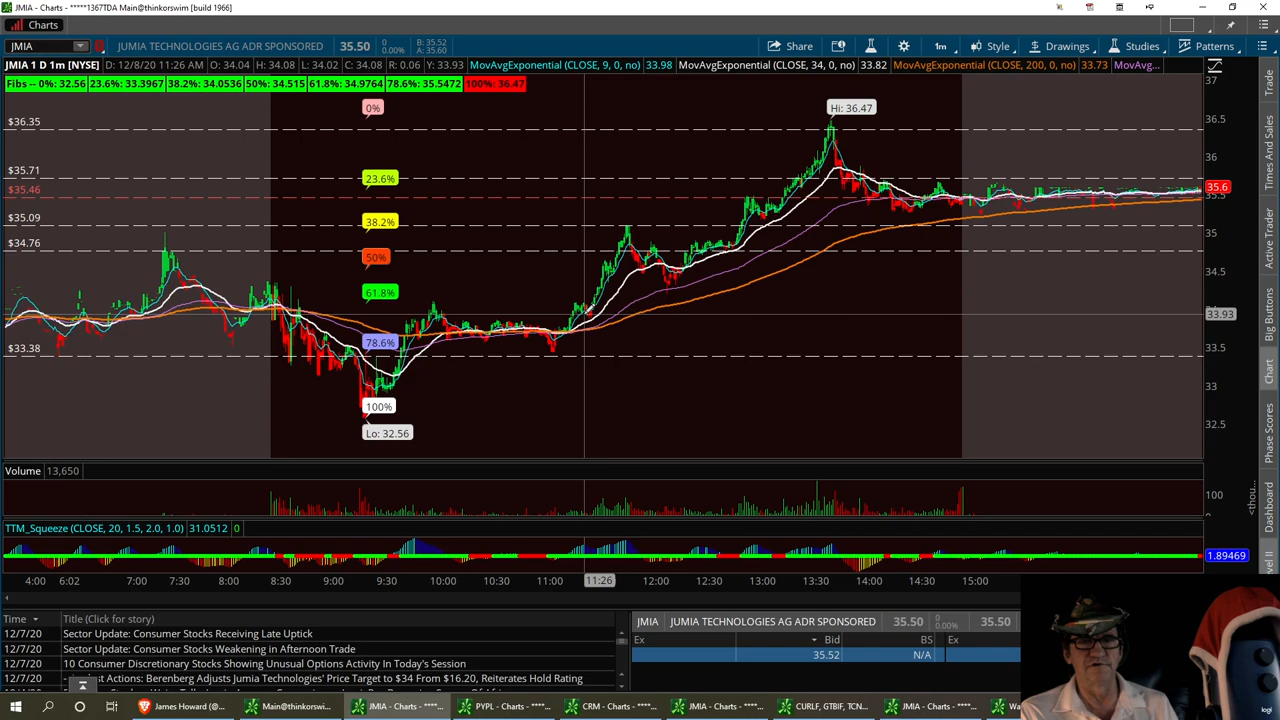 JMIA - Charts - *****1367TDA Main@thinkorswim [build 1966]
Charts
JMIA
JUMIA TECHNOLOGIES AG ADR SPONSORED
35.50
0
0.00%
B: 35.52
A: 35.60
Share
1m
Style
Drawings
Studies
Patterns
JMIA 1 D 1m [NYSE]
D: 12/8/20 11:26 AM
O: 34.04
H: 34.08
L: 34.02
C: 34.08
R: 0.06
Y: 33.93
MovAvgExponential (CLOSE, 9, 0, no)
33.98
MovAvgExponential (CLOSE, 34, 0, no)
33.82
MovAvgExponential (CLOSE, 200, 0, no)
33.73
MovAvg...
Fibs -- 0%: 32.56
23.6%: 33.3967
38.2%: 34.0536
50%: 34.515
61.8%: 34.9764
78.6%: 35.5472
100%: 36.47
37
0%
Hi: 36.47
$36.35
36.5
36
$35.71
23.6%
$35.46
35.6
35.5
$35.09
38.2%
35
$34.76
50%
34.5
61.8%
33.93
$33.38
78.6%
33.5
33
100%
Lo: 32.56
32.5
Volume
13,650
100
<thou...
TTM_Squeeze (CLOSE, 20, 1.5, 2.0, 1.0)
31.0512
0
1.89469
4:00
6:02
7:00
7:30
8:00
8:30
9:00
9:30
10:00
10:30
11:00
11:26
12:00
12:30
13:00
13:30
14:00
14:30
15:00
Trade
Times And Sales
Active Trader
Big Buttons
Chart
Phase Scores
Dashboard
Time
Title (Click for story)
12/7/20
Sector Update: Consumer Stocks Receiving Late Uptick
12/7/20
Sector Update: Consumer Stocks Weakening in Afternoon Trade
12/7/20
10 Consumer Discretionary Stocks Showing Unusual Options Activity In Today's Session
12/7/20
Actions: Berenberg Adjusts Jumia Technologies' Price Target to $34 From $16.20, Reiterates Hold Rating
JMIA
JUMIA TECHNOLOGIES AG ADR SPONSORED
35.50
0
0.00%
35.50
Ex
Bid
BS
Ex
35.52
N/A
James Howard (@...
Main@thinkorswi...
JMIA - Charts - ****...
PYPL - Charts - ****...
CRM - Charts - ****...
JMIA - Charts - ****...
CURLF, GTBIF, TCN...
JMIA - Charts - ****...
logi